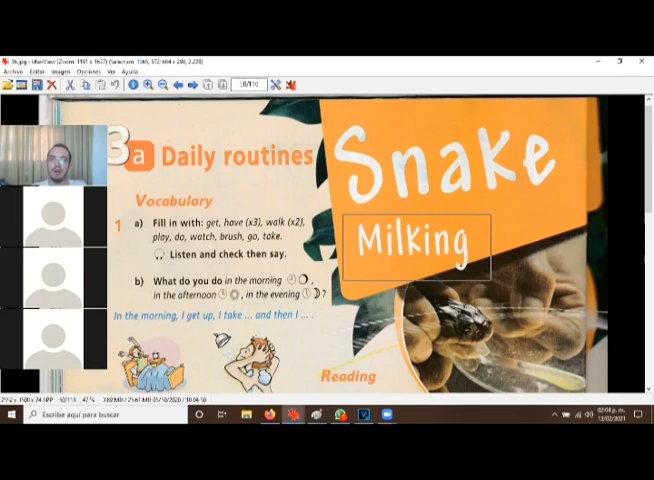 Archivo Editar Imagen Opciones Ver Ayuda
3a Daily routines
Vocabulary
1 a) Fill in with: get, have (x3), walk (x2),
play, do, watch, brush, go, take.
Listen and check then say.
b) What do you do in the morning,
in the afternoon, in the evening ?
In the morning, I get up, I take ... and then I ... .
Snake
Milking
Reading
Escribe aquí para buscar
02:04 p. m.
12/02/2021